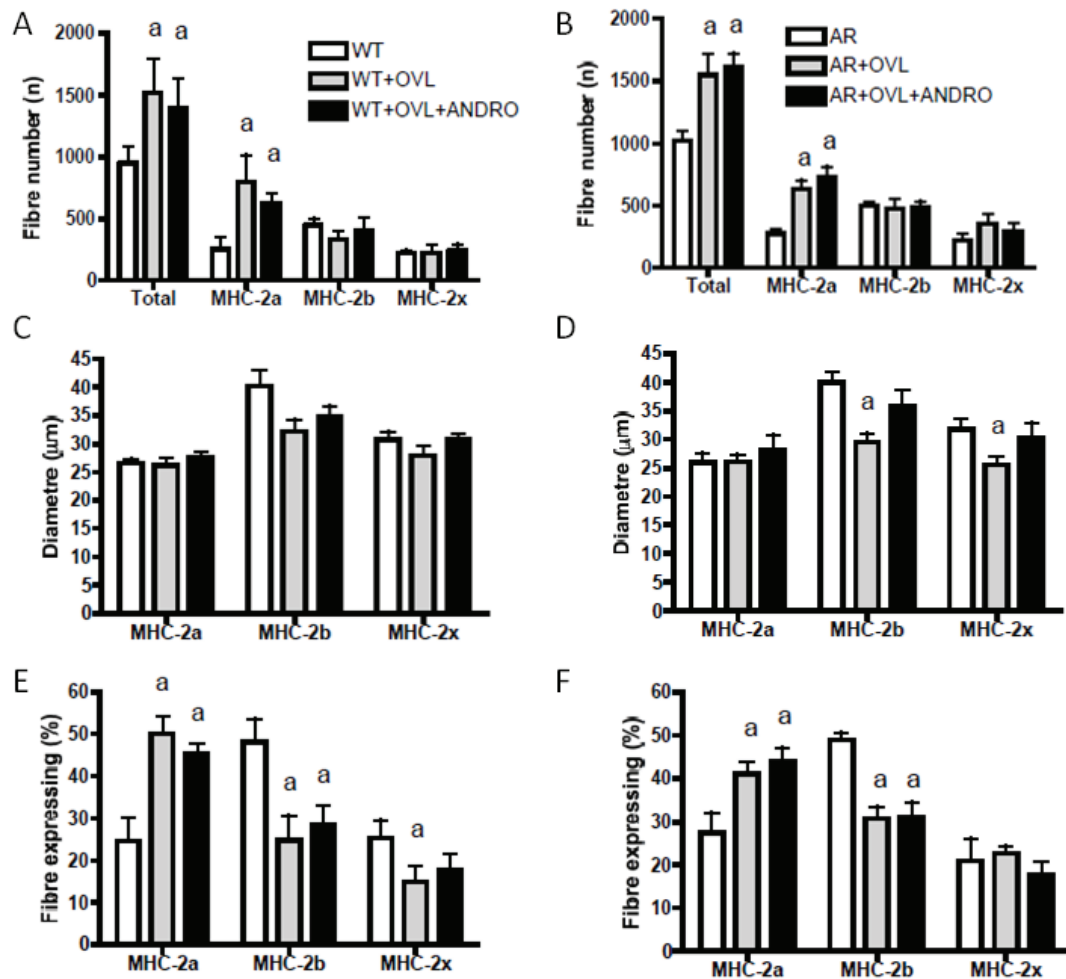 A
Fibre number (n)
2000
1500
1000
500
0
a a
a
a
WT
WT+OVL
WT+OVL+ANDRO
Total MHC-2a MHC-2b MHC-2x
B
Fibre number (n)
2000
1500
1000
500
0
a a
a a
AR
AR+OVL
AR+OVL+ANDRO
Total MHC-2a MHC-2b MHC-2x
C
Diametre (μm)
45
40
35
30
25
20
15
10
5
0
MHC-2a MHC-2b MHC-2x
D
Diametre (μm)
45
40
35
30
25
20
15
10
5
0
a
a
MHC-2a MHC-2b MHC-2x
E
Fibre expressing (%)
60
50
40
30
20
10
0
a
a
a a
a
MHC-2a MHC-2b MHC-2x
F
Fibre expressing (%)
60
50
40
30
20
10
0
a a
a a
MHC-2a MHC-2b MHC-2x